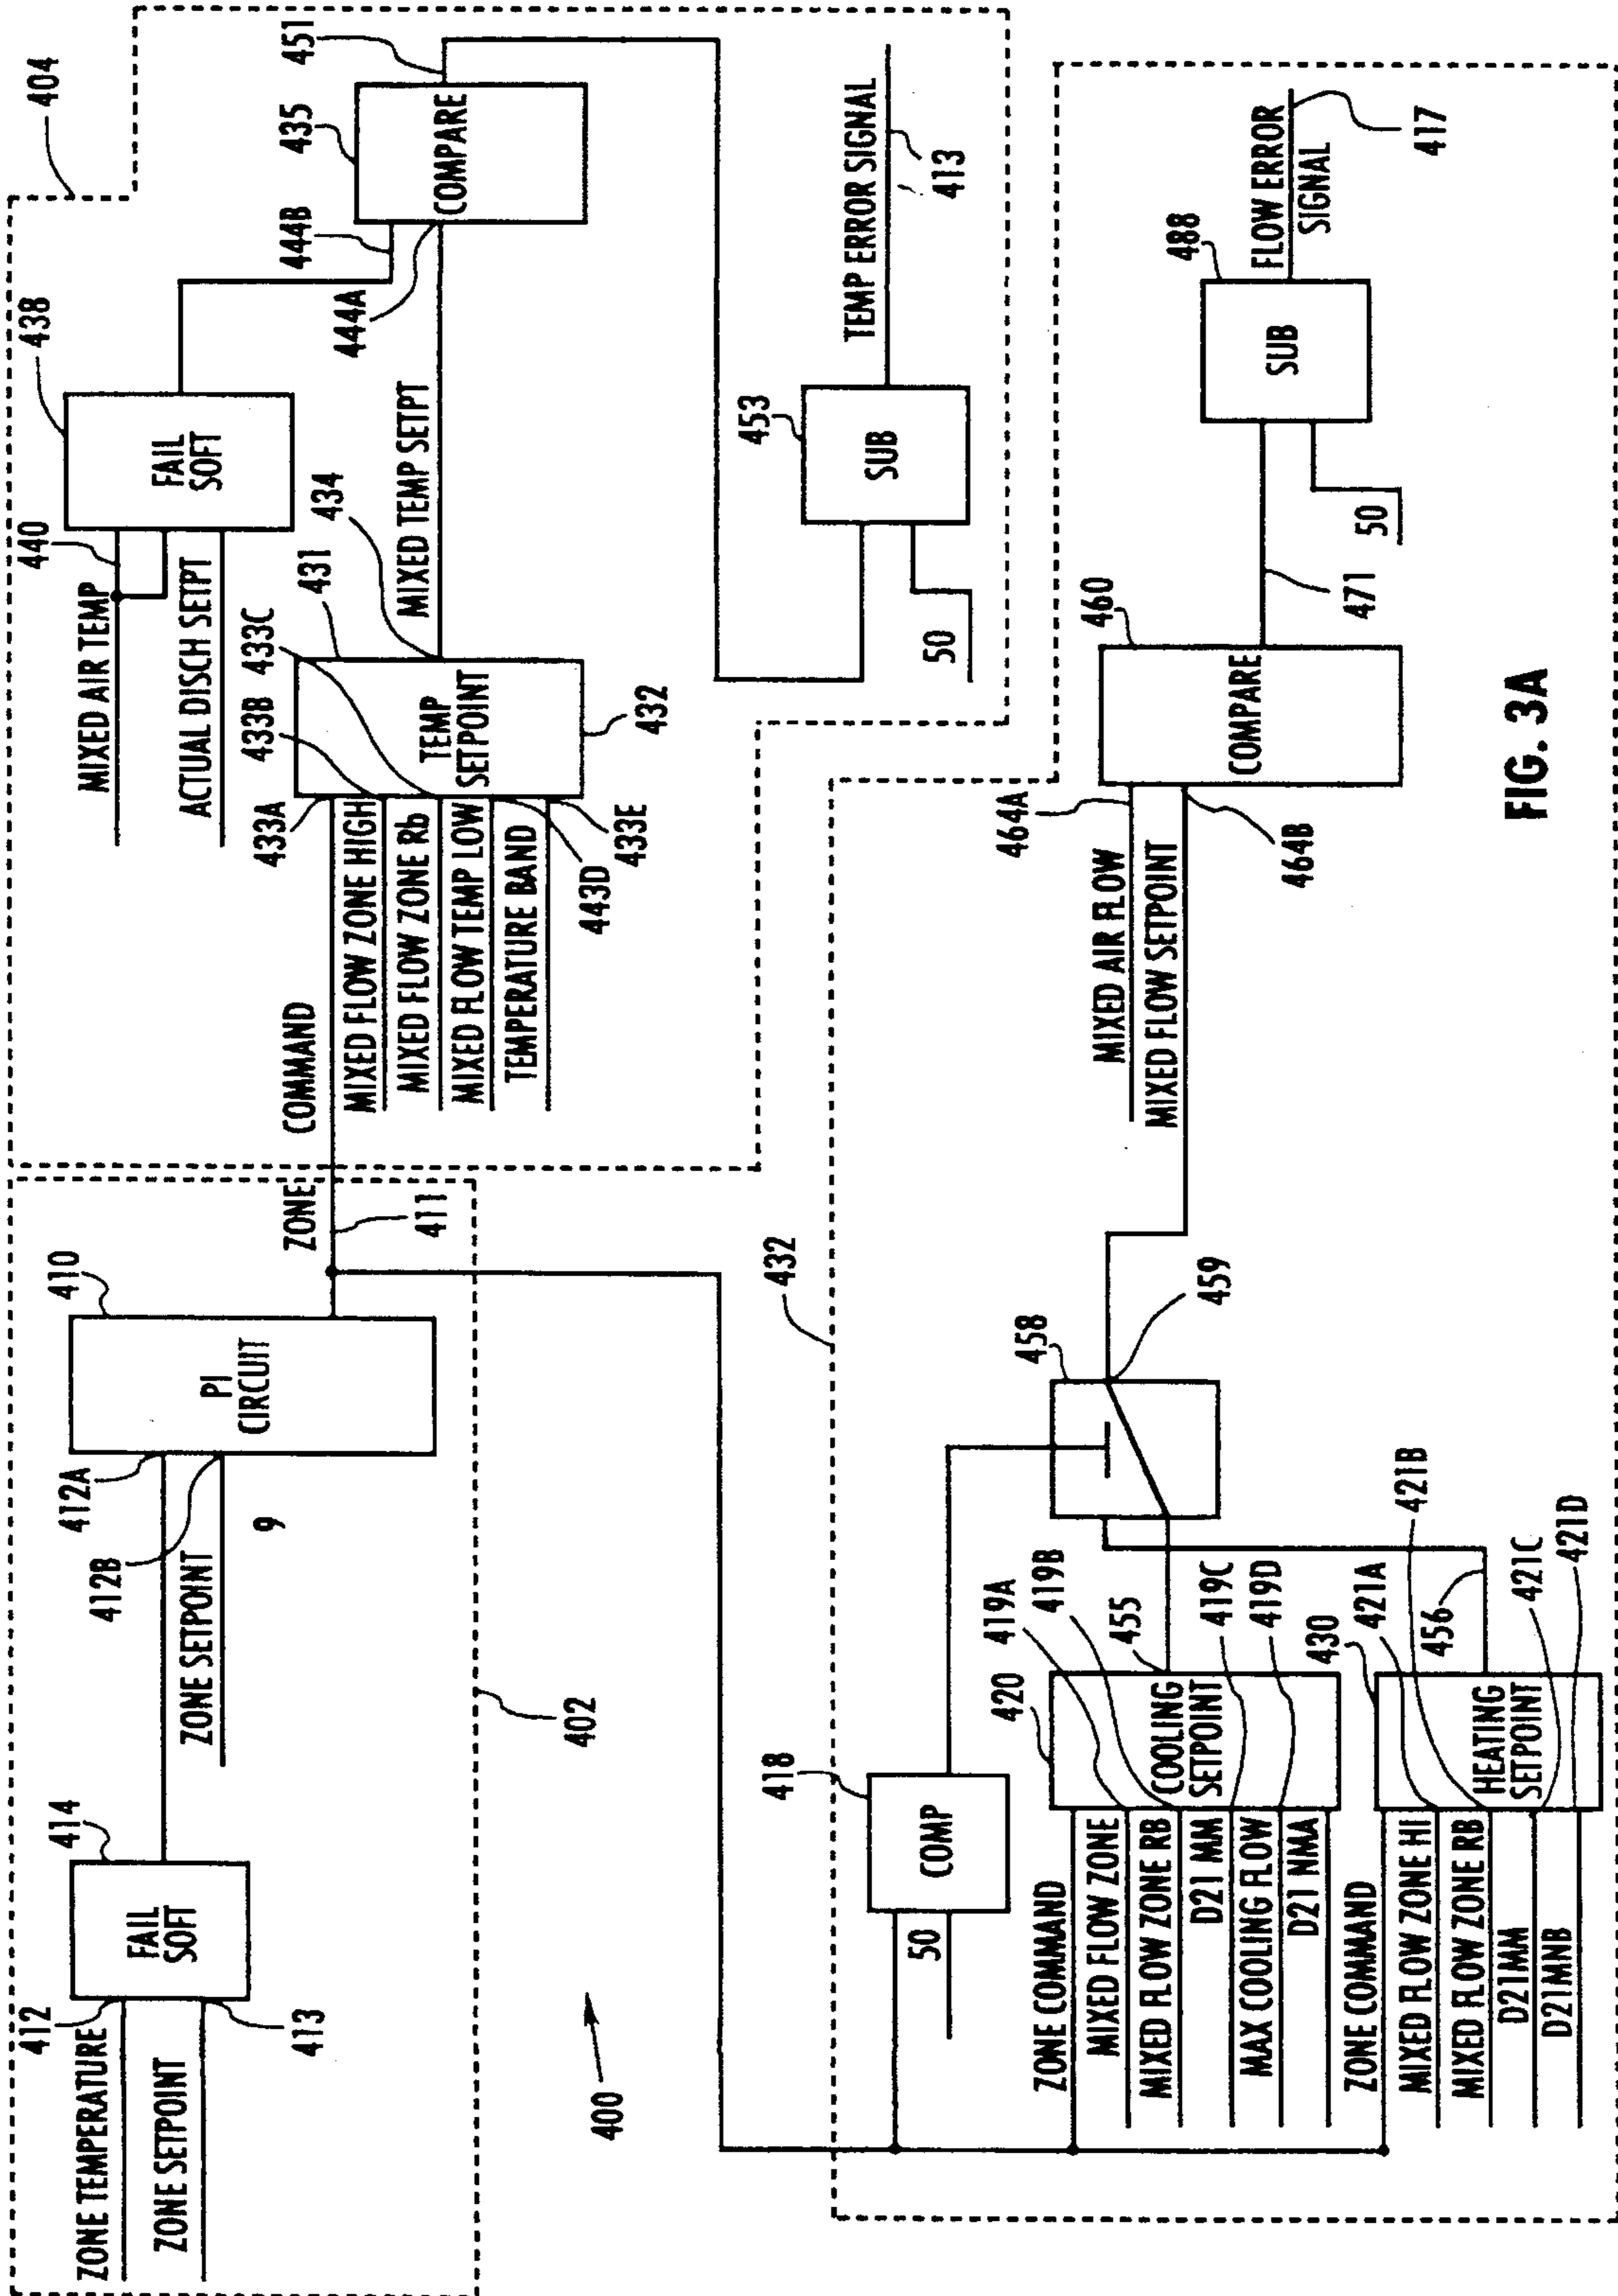 404
MIXED AIR TEMP
440
438
FAIL
SOFT
ACTUAL DISCH SETPT
444B
435
451
COMPARE
444A
433C
433B
433A
431
434
MIXED TEMP SETPT
TEMP
SETPOINT
432
COMMAND
MIXED FLOW ZONE HIGH
MIXED FLOW ZONE Rb
MIXED FLOW TEMP LOW
TEMPERATURE BAND
433E
443D
453
SUB
50
TEMP ERROR SIGNAL
413
ZONE TEMPERATURE
412
414
FAIL
SOFT
ZONE SETPOINT
413
412A
412B
ZONE SETPOINT
9
410
PI
CIRCUIT
ZONE
411
402
400
432
418
COMP
50
458
459
419A
419B
420
COOLING
SETPOINT
455
419C
419D
ZONE COMMAND
MIXED FLOW ZONE
MIXED FLOW ZONE RB
D21 MM
MAX COOLING FLOW
D21 NMA
430
421A
456
421B
421C
421D
HEATING
SETPOINT
ZONE COMMAND
MIXED FLOW ZONE HI
MIXED FLOW ZONE RB
D21MM
D21MNB
MIXED AIR FLOW
464A
MIXED FLOW SETPOINT
464B
460
COMPARE
471
50
488
SUB
FLOW ERROR
SIGNAL
417
FIG. 3A